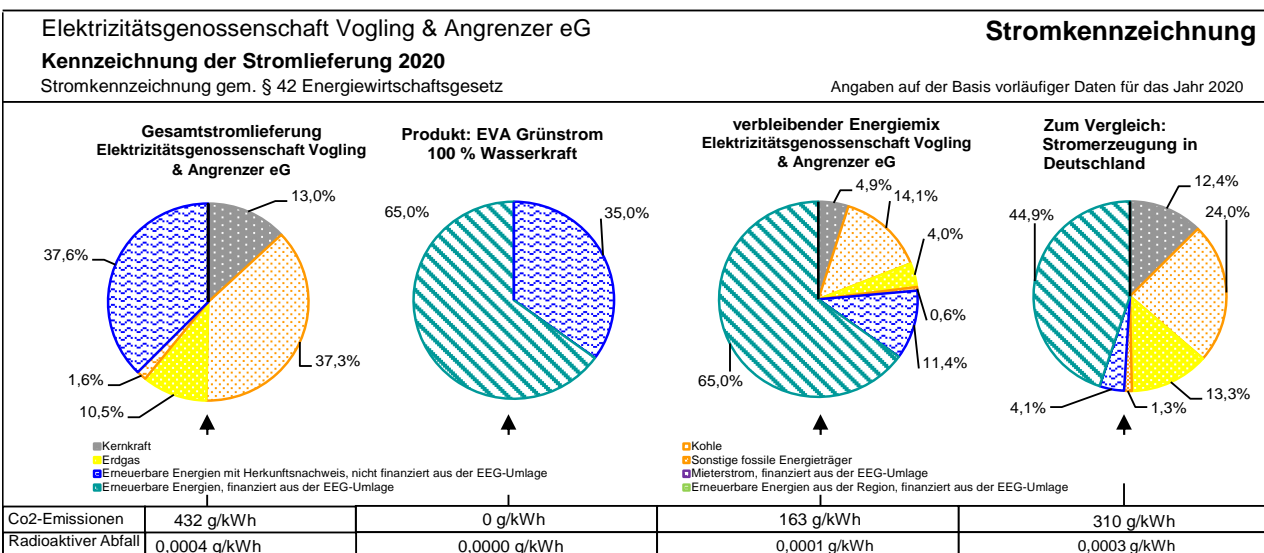 Elektrizitätsgenossenschaft Vogling & Angrenzer eG
Stromkennzeichnung
Kennzeichnung der Stromlieferung 2020
Stromkennzeichnung gem. § 42 Energiewirtschaftsgesetz
Angaben auf der Basis vorläufiger Daten für das Jahr 2020
Gesamtstromlieferung
Elektrizitätsgenossenschaft Vogling
& Angrenzer eG
13,0%
37,6%
37,3%
1,6%
10,5%
Produkt: EVA Grünstrom
100 % Wasserkraft
65,0%
35,0%
verbleibender Energiemix
Elektrizitätsgenossenschaft Vogling
& Angrenzer eG
4,9%
14,1%
4,0%
0,6%
11,4%
65,0%
Zum Vergleich:
Stromerzeugung in
Deutschland
12,4%
44,9%
24,0%
13,3%
1,3%
4,1%
Kernkraft
Erdgas
Erneuerbare Energien mit Herkunftsnachweis, nicht finanziert aus der EEG-Umlage
Erneuerbare Energien, finanziert aus der EEG-Umlage
Kohle
Sonstige fossile Energieträger
Mieterstrom, finanziert aus der EEG-Umlage
Erneuerbare Energien aus der Region, finanziert aus der EEG-Umlage
Co2-Emissionen 432 g/kWh 0 g/kWh 163 g/kWh 310 g/kWh
Radioaktiver Abfall 0,0004 g/kWh 0,0000 g/kWh 0,0001 g/kWh 0,0003 g/kWh